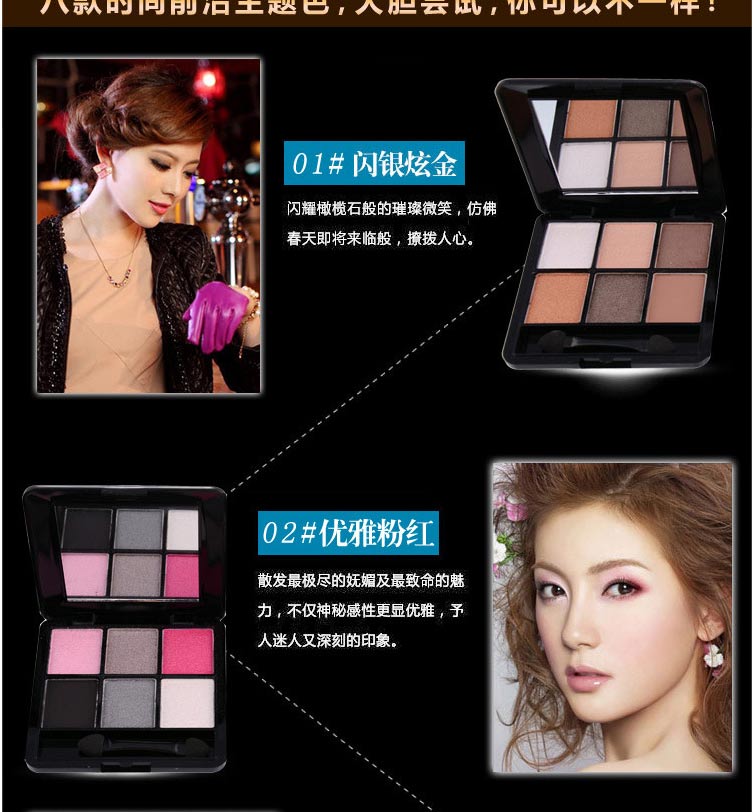 八款时尚前沿主题色，大胆尝试，你可以不一样！
01# 闪银炫金
闪耀橄榄石般的璀璨微笑，仿佛
春天即将来临般，撩拨人心。
02#优雅粉红
散发最极尽的妩媚及最致命的魅
力，不仅神秘感性更显优雅，予
人迷人又深刻的印象。